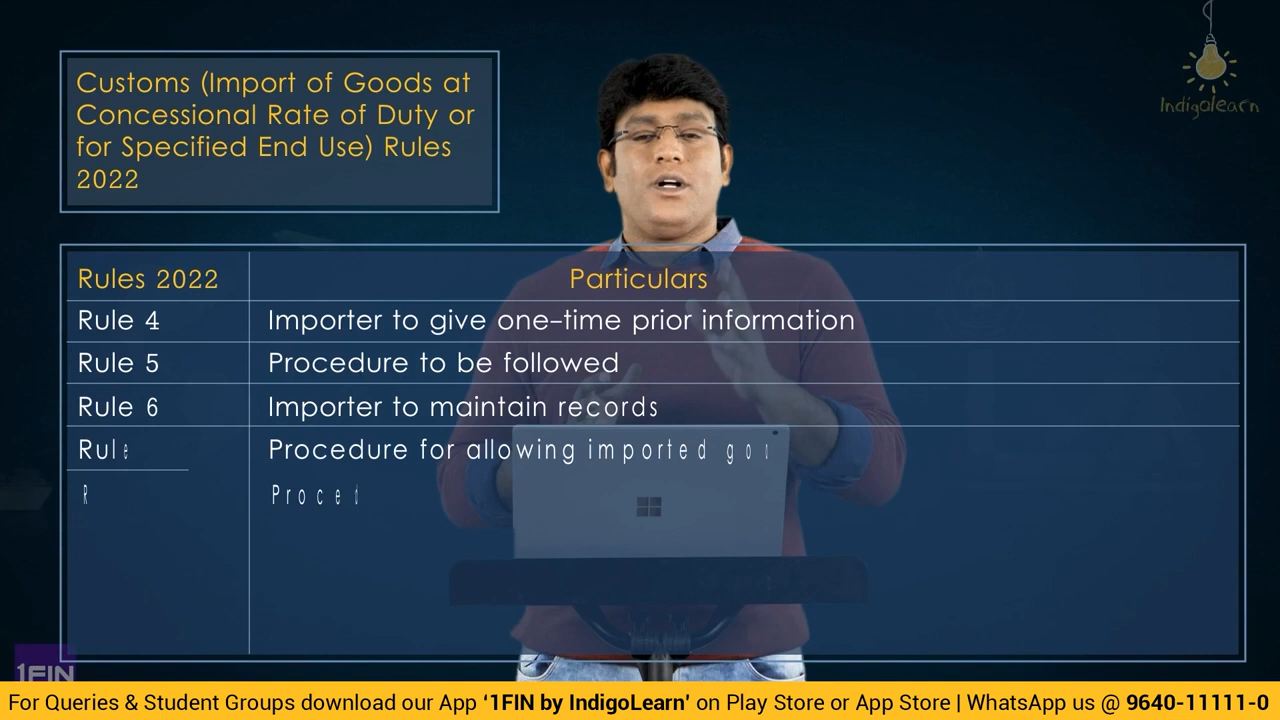 Customs (Import of Goods at
Concessional Rate of Duty or
for Specified End Use) Rules
2022
Indigolearn
Rules 2022 Particulars
Rule 4 Importer to give one-time prior information
Rule 5 Procedure to be followed
Rule 6 Importer to maintain records
Rule Procedure for allowing imported
1FIN
For Queries & Student Groups download our App ‘1FIN by IndigoLearn’ on Play Store or App Store | WhatsApp us @ 9640-11111-0